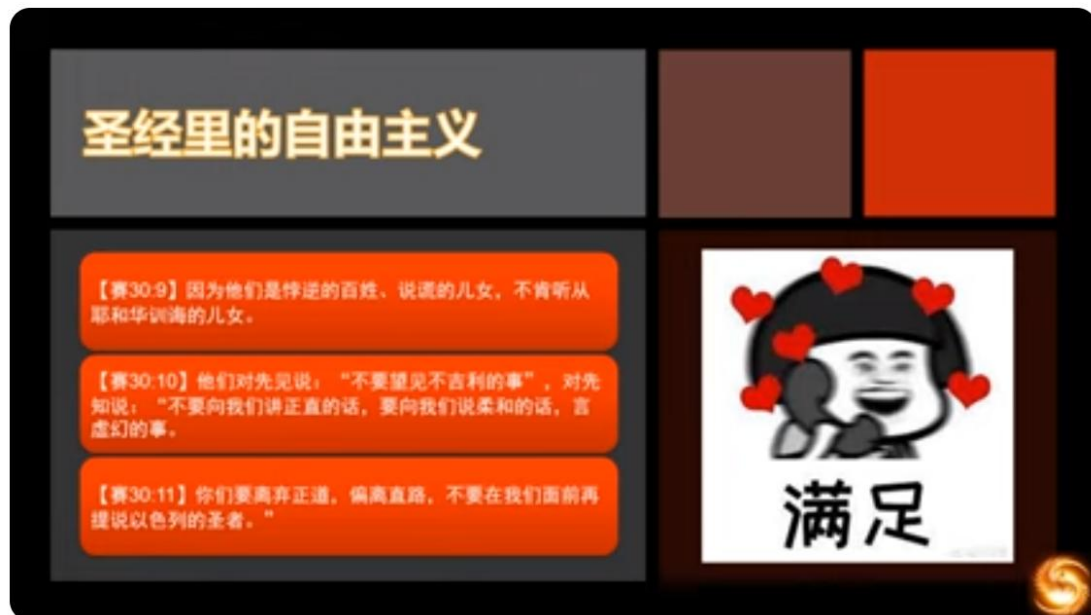 圣经里的自由主义
【赛30:9】因为他们是悖逆的百姓、说谎的儿女，不肯听从
耶和华训诲的儿女。
【赛30:10】他们对先见说：“不要望见不吉利的事”，对先
知说：“不要向我们讲正直的话，要向我们说柔和的话，言
虚幻的事。
【赛30:11】你们要离弃正道，偏离直路，不要在我们面前再
提说以色列的圣者。”
满足